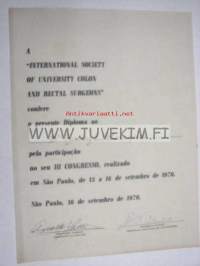 A
"INTERNATIONAL SOCIETY
OF UNIVERSITY COLON
AND RECTAL SURGEONS"
confere
o presente Diploma ao
pela participação
no seu III CONGRESSO, realizado
em São Paulo, de 13 a 16 de setembro de 1970.
São Paulo, 16 de setembro de 1970.
www.juvekim.fi